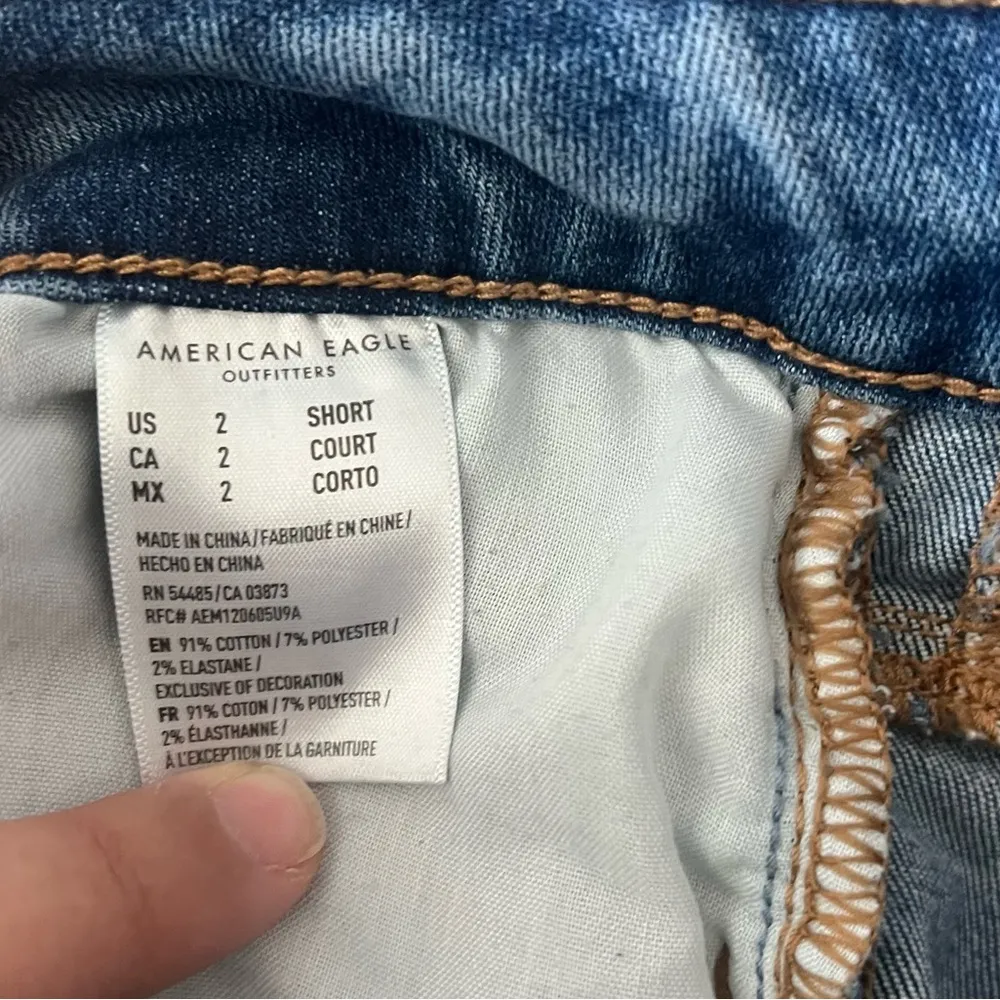 AMERICAN EAGLE
OUTFITTERS
US 2 SHORT
CA 2 COURT
MX 2 CORTO
MADE IN CHINA/FABRIQUÉ EN CHINE/
HECHO EN CHINA
RN 54485/CA 03873
RFC# AEM120605U9A
EN 91% COTTON / 7% POLYESTER /
2% ELASTANE /
EXCLUSIVE OF DECORATION
FR 91% COTON / 7% POLYESTER /
2% ÉLASTHANNE /
À L'EXCEPTION DE LA GARNITURE